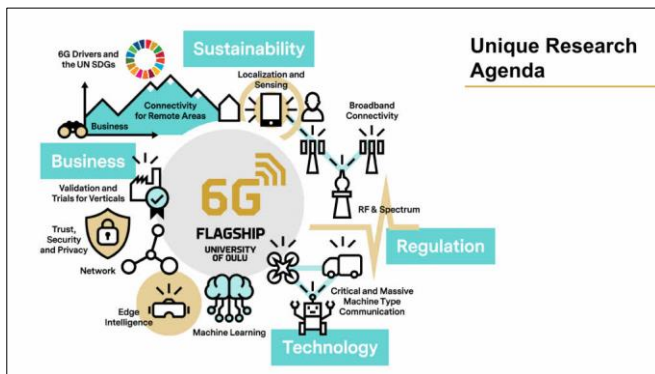 Unique Research
Agenda
Sustainability
6G Drivers and
the UN SDGs
Localization and
Sensing
Connectivity
for Remote Areas
Business
Broadband
Connectivity
Business
Validation and
Trials for Verticals
6G
FLAGSHIP
UNIVERSITY
OF OULU
RF & Spectrum
Trust,
Security
and Privacy
Regulation
Network
Critical and Massive
Machine Type
Communication
Edge
Intelligence
Machine Learning
Technology